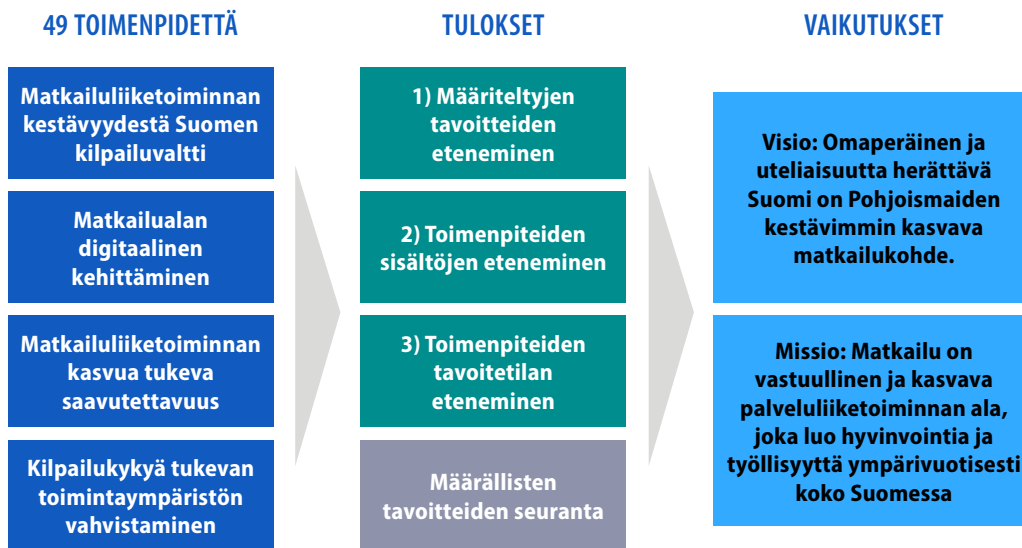 49 TOIMENPIDETTÄ
Matkailuliiketoiminnan
kestävyydestä Suomen
kilpailuvaltti
Matkailualan
digitaalinen
kehittäminen
Matkailuliiketoiminnan
kasvua tukeva
saavutettavuus
Kilpailukykyä tukevan
toimintaympäristön
vahvistaminen
TULOKSET
1) Määriteltyjen
tavoitteiden
eteneminen
2) Toimenpiteiden
sisältöjen eteneminen
3) Toimenpiteiden
tavoitetilan
eteneminen
Määrällisten
tavoitteiden seuranta
VAIKUTUKSET
Visio: Omaperäinen ja
uteliaisuutta herättävä
Suomi on Pohjoismaiden
kestävimmin kasvava
matkailukohde.
Missio: Matkailu on
vastuullinen ja kasvava
palveluliiketoiminnan ala,
joka luo hyvinvointia ja
työllisyyttä ympärivuotisesti
koko Suomessa